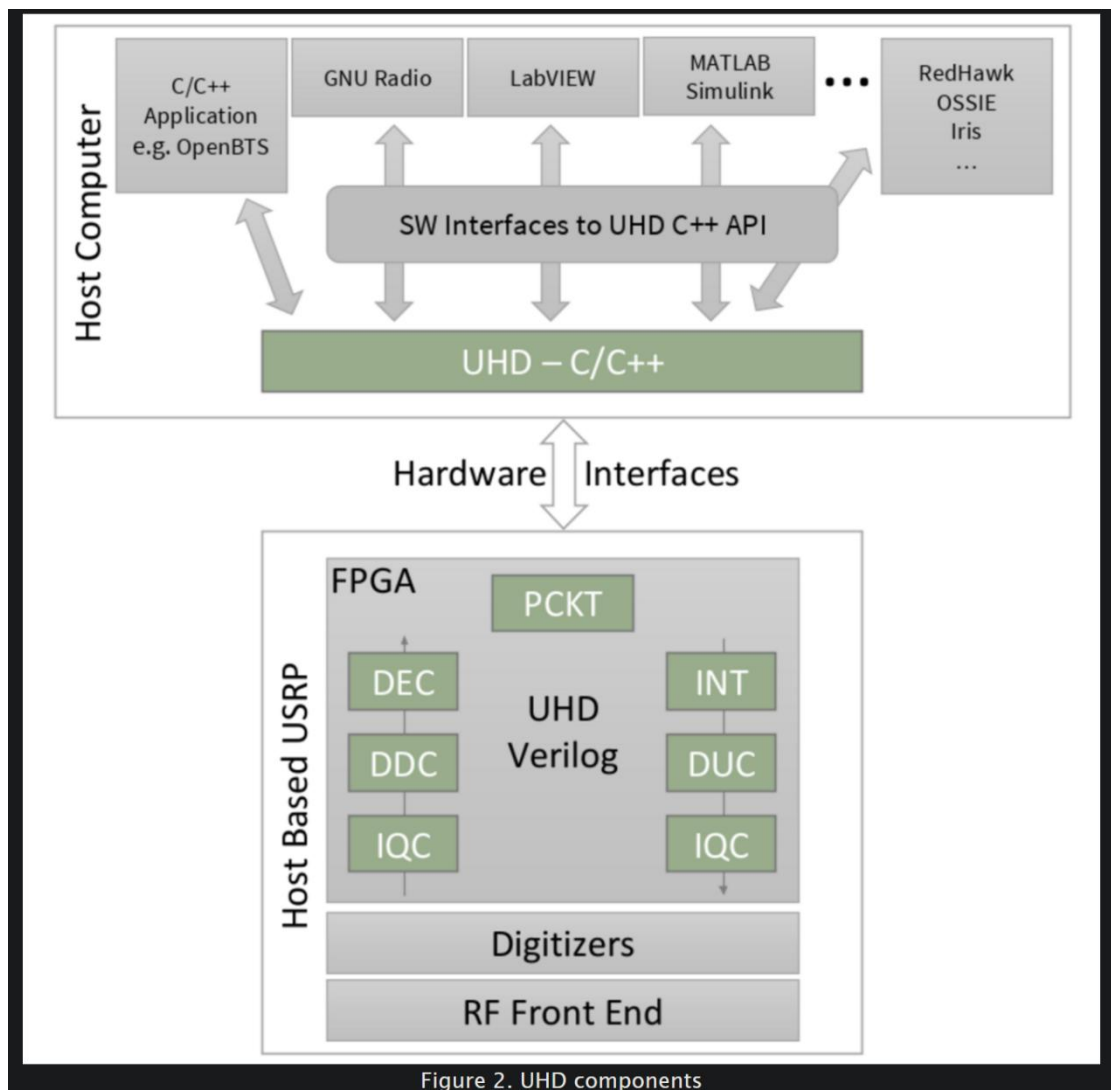 Host Computer
C/C++
Application
e.g. OpenBTS
GNU Radio
LabVIEW
MATLAB
Simulink
...
RedHawk
OSSIE
Iris
...
SW Interfaces to UHD C++ API
UHD – C/C++
Hardware Interfaces
Host Based USRP
FPGA
PCKT
DEC
DDC
IQC
UHD
Verilog
INT
DUC
IQC
Digitizers
RF Front End
Figure 2. UHD components